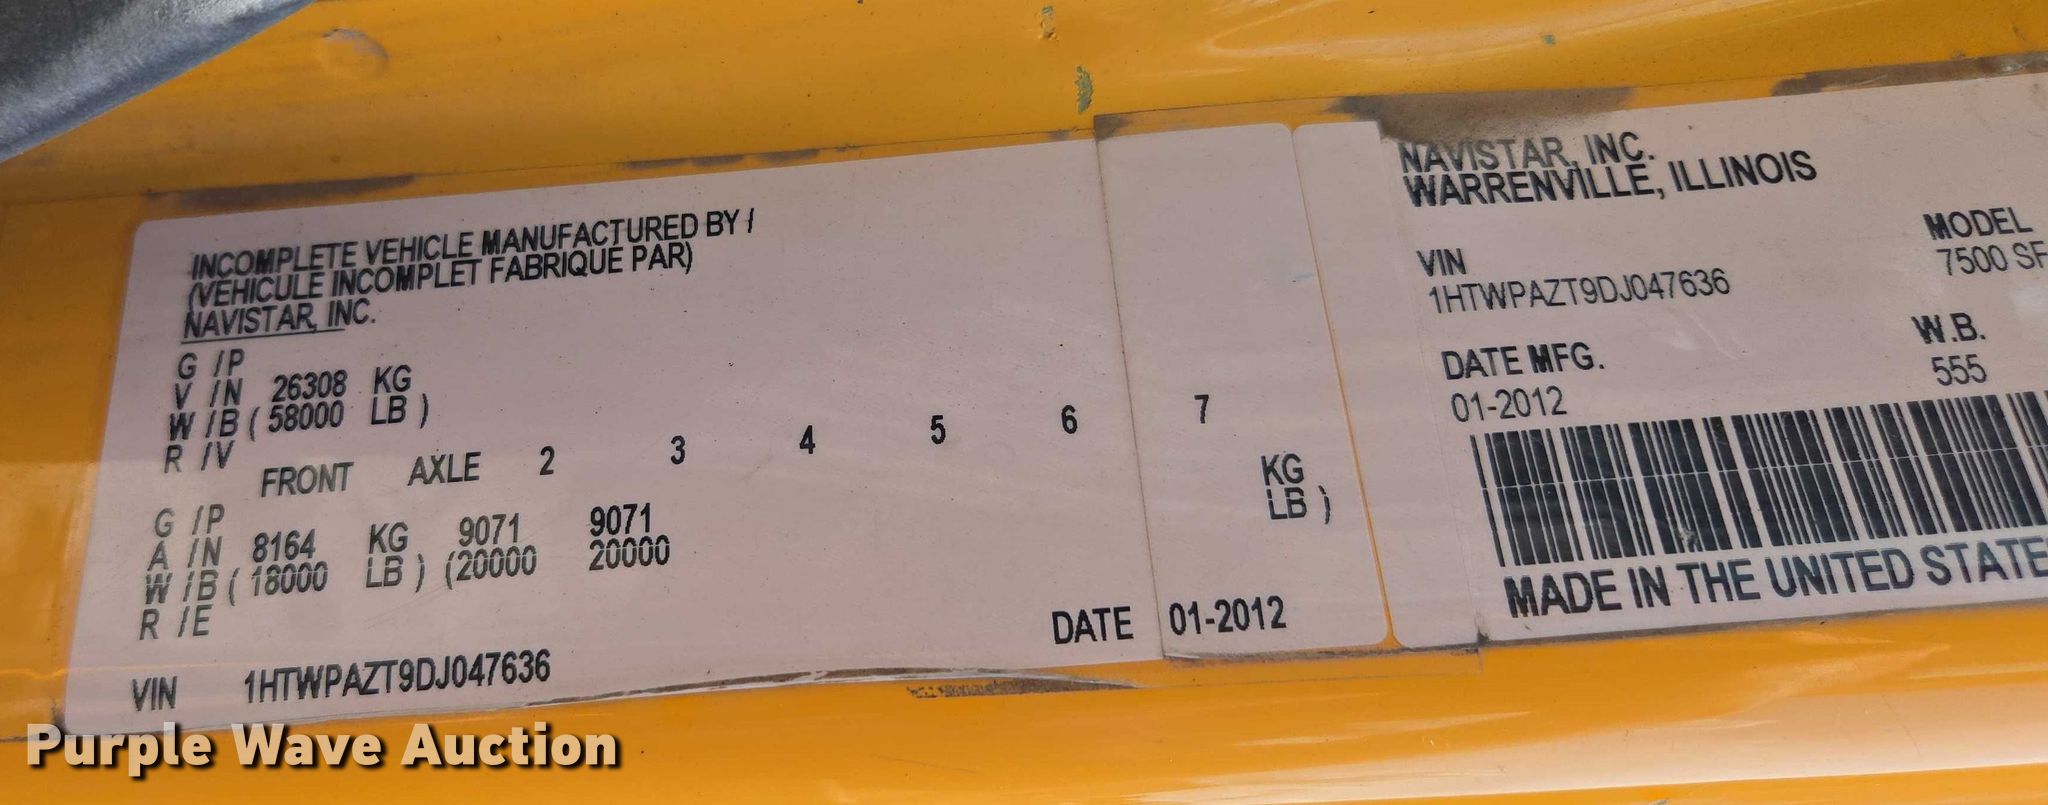 INCOMPLETE VEHICLE MANUFACTURED BY /
(VEHICULE INCOMPLET FABRIQUE PAR)
NAVISTAR, INC.
G /P
V /N 26308 KG
W /B ( 58000 LB )
R /V
FRONT AXLE 2 3 4 5 6 7
G /P
A /N 8164 KG 9071 9071 KG
W /B ( 18000 LB ) (20000 20000 LB )
R /E
DATE 01-2012
VIN 1HTWPAZT9DJ047636
NAVISTAR, INC.
WARRENVILLE, ILLINOIS
VIN MODEL
1HTWPAZT9DJ047636 7500 SF
DATE MFG. W.B.
01-2012 555
MADE IN THE UNITED STATE
Purple Wave Auction